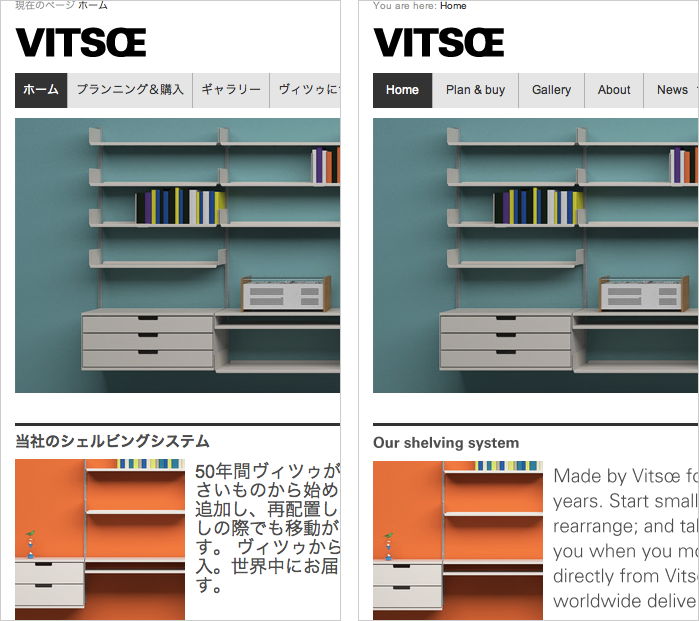 現在のページ ホーム
VITSŒ
ホーム プランニング＆購入 ギャラリー ヴィツゥに
当社のシェルビングシステム
50年間ヴィツゥが
さいものから始め
追加し、再配置し
しの際でも移動が
す。 ヴィツゥから
入。世界中にお届
す。
You are here: Home
VITSŒ
Home Plan & buy Gallery About News
Our shelving system
Made by Vitsœ fo
years. Start small
rearrange; and tak
you when you mo
directly from Vits
worldwide delive